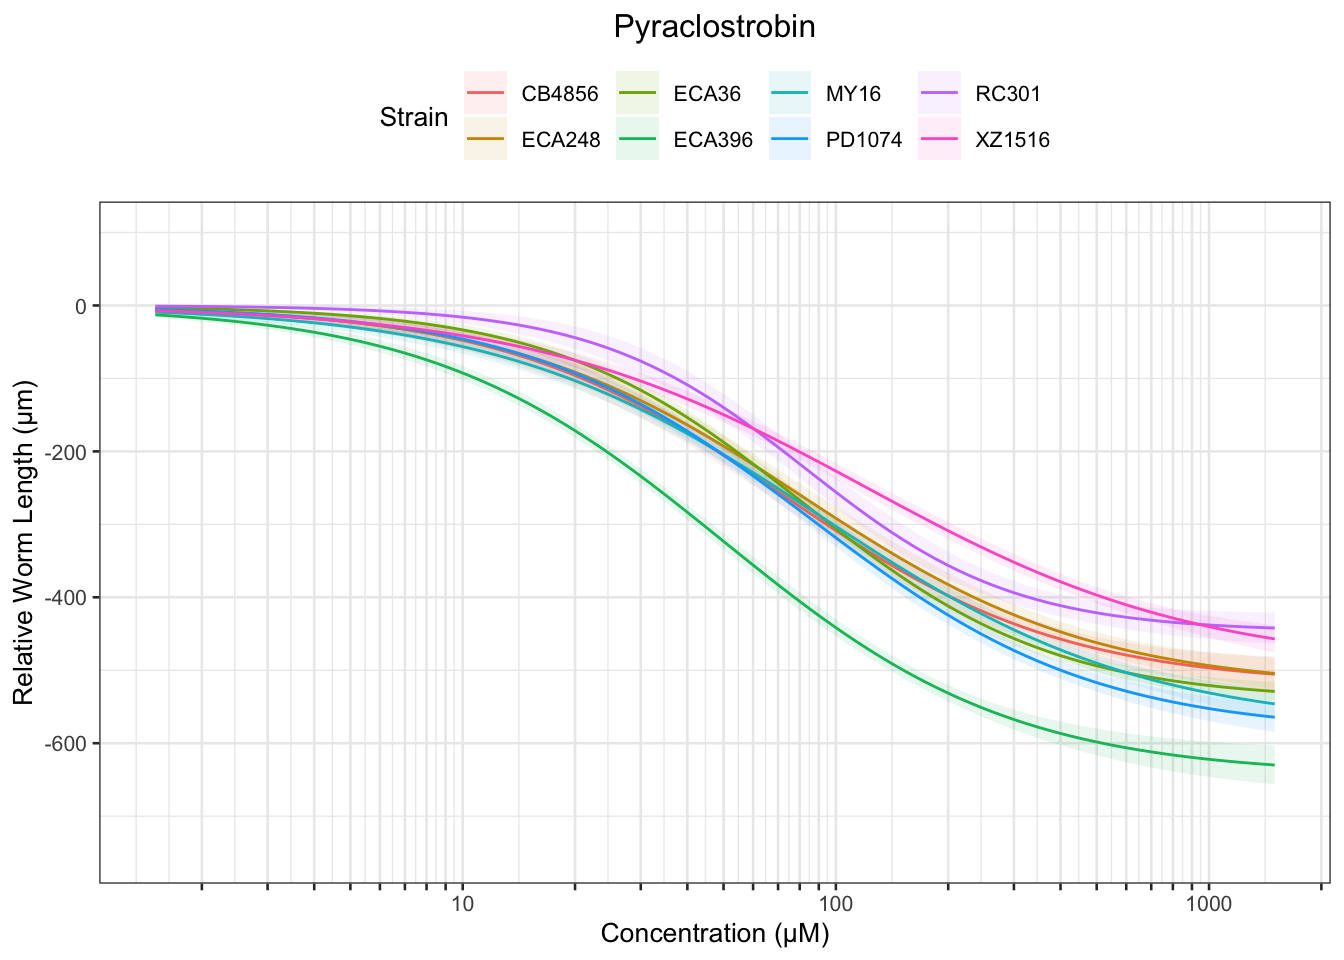 Pyraclostrobin
Strain
CB4856 ECA36 MY16 RC301
ECA248 ECA396 PD1074 XZ1516
Relative Worm Length (µm)
0
-200
-400
-600
10 100 1000
Concentration (µM)